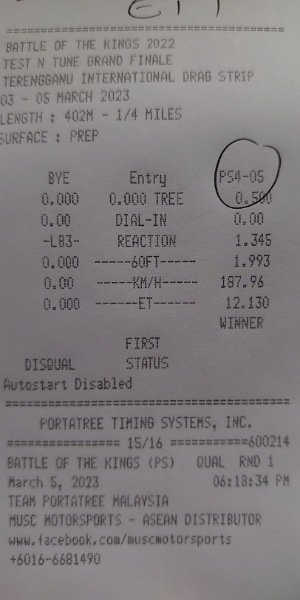 ET1
BATTLE OF THE KINGS 2022
TEST N TUNE GRAND FINALE
TERENGGANU INTERNATIONAL DRAG STRIP
03 - 05 MARCH 2023
LENGTH : 402M - 1/4 MILES
SURFACE : PREP
BYE Entry PS4-05
0.000 0.000 TREE 0.500
0.00 DIAL-IN 0.00
-LB3- REACTION 1.345
0.000 -----60FT----- 1.993
0.00 -----KM/H----- 187.96
0.000 ------ET------ 12.130
WINNER
FIRST
DISQUAL STATUS
Autostart Disabled
PORTATREE TIMING SYSTEMS, INC.
================ 15/16 ===========600214
BATTLE OF THE KINGS (PS) QUAL RND 1
March 5, 2023 06:18:34 PM
TEAM PORTATREE MALAYSIA
MUSC MOTORSPORTS - ASEAN DISTRIBUTOR
www.facebook.com/muscmotorsports
+6016-6681490